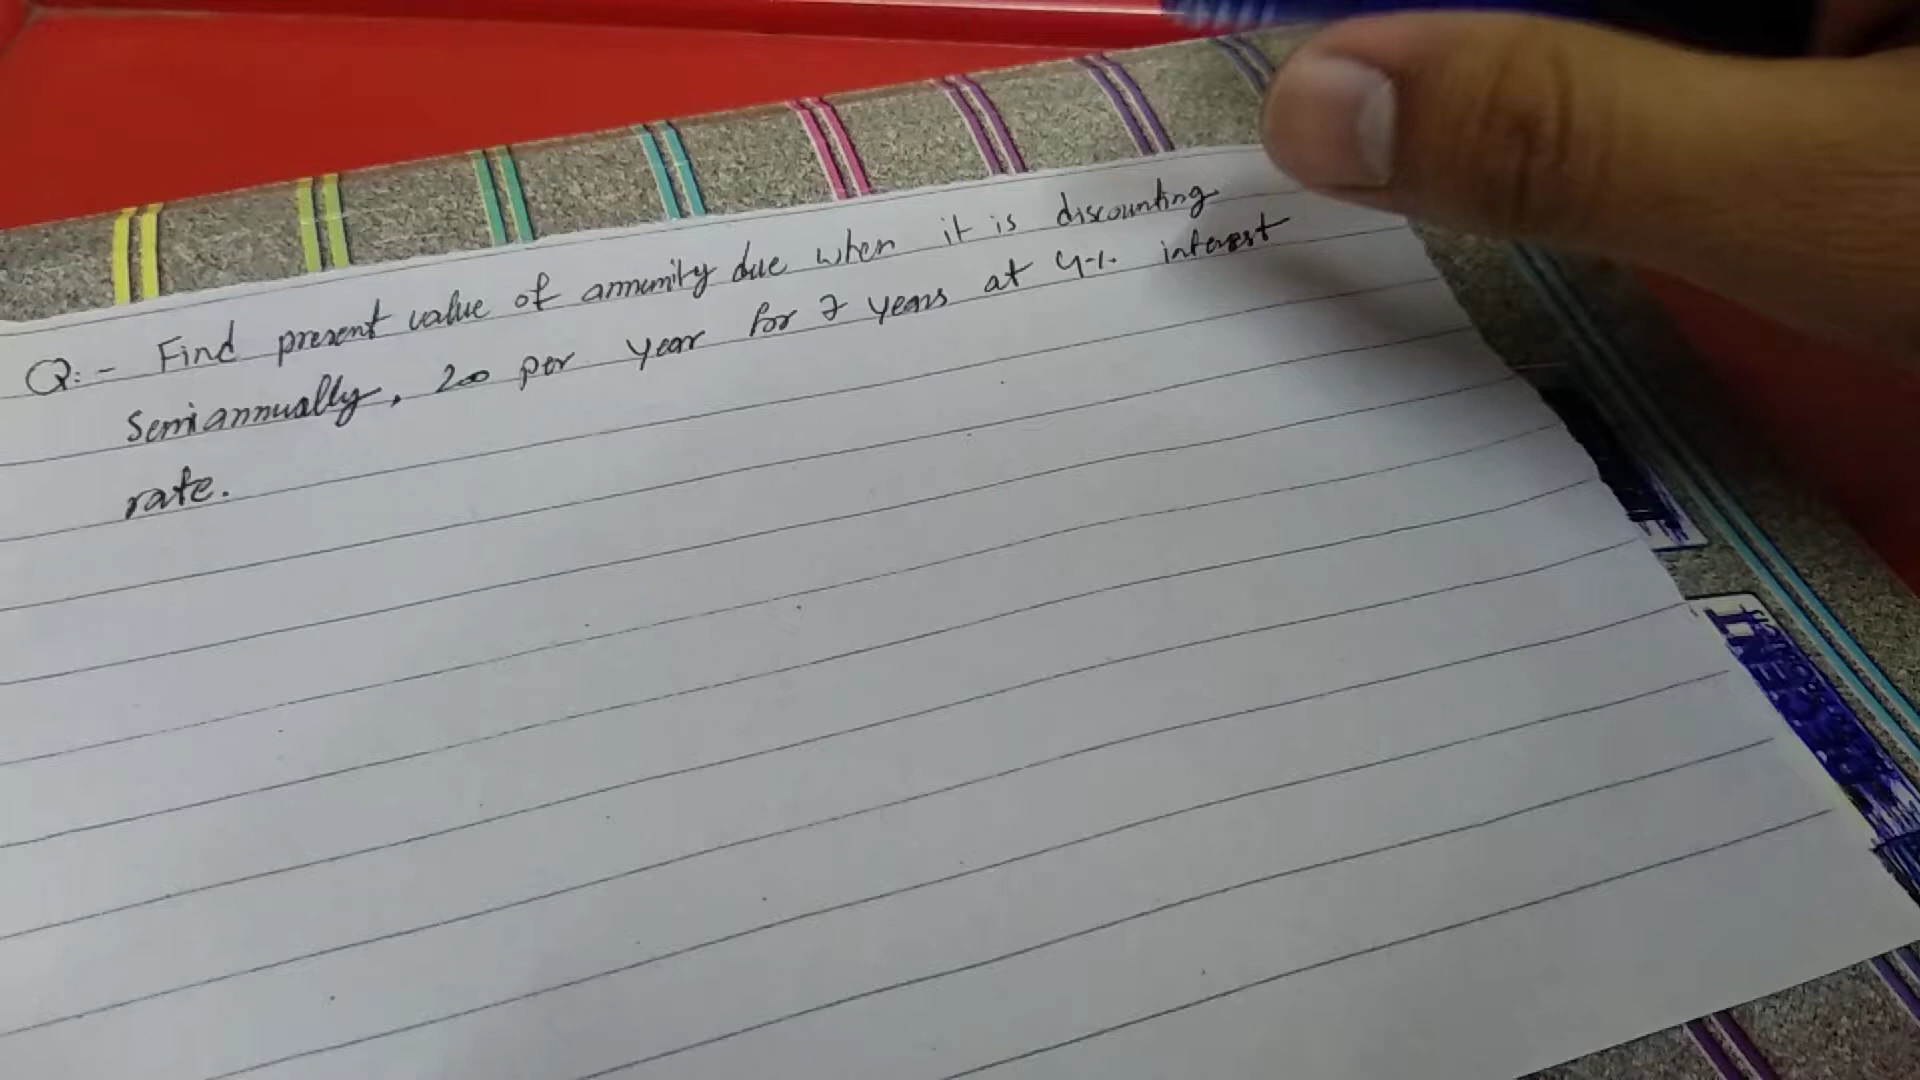 Q:- Find present value of annunity due when it is discounting
semiannually, 200 per year for 7 years at 4% interest
rate.